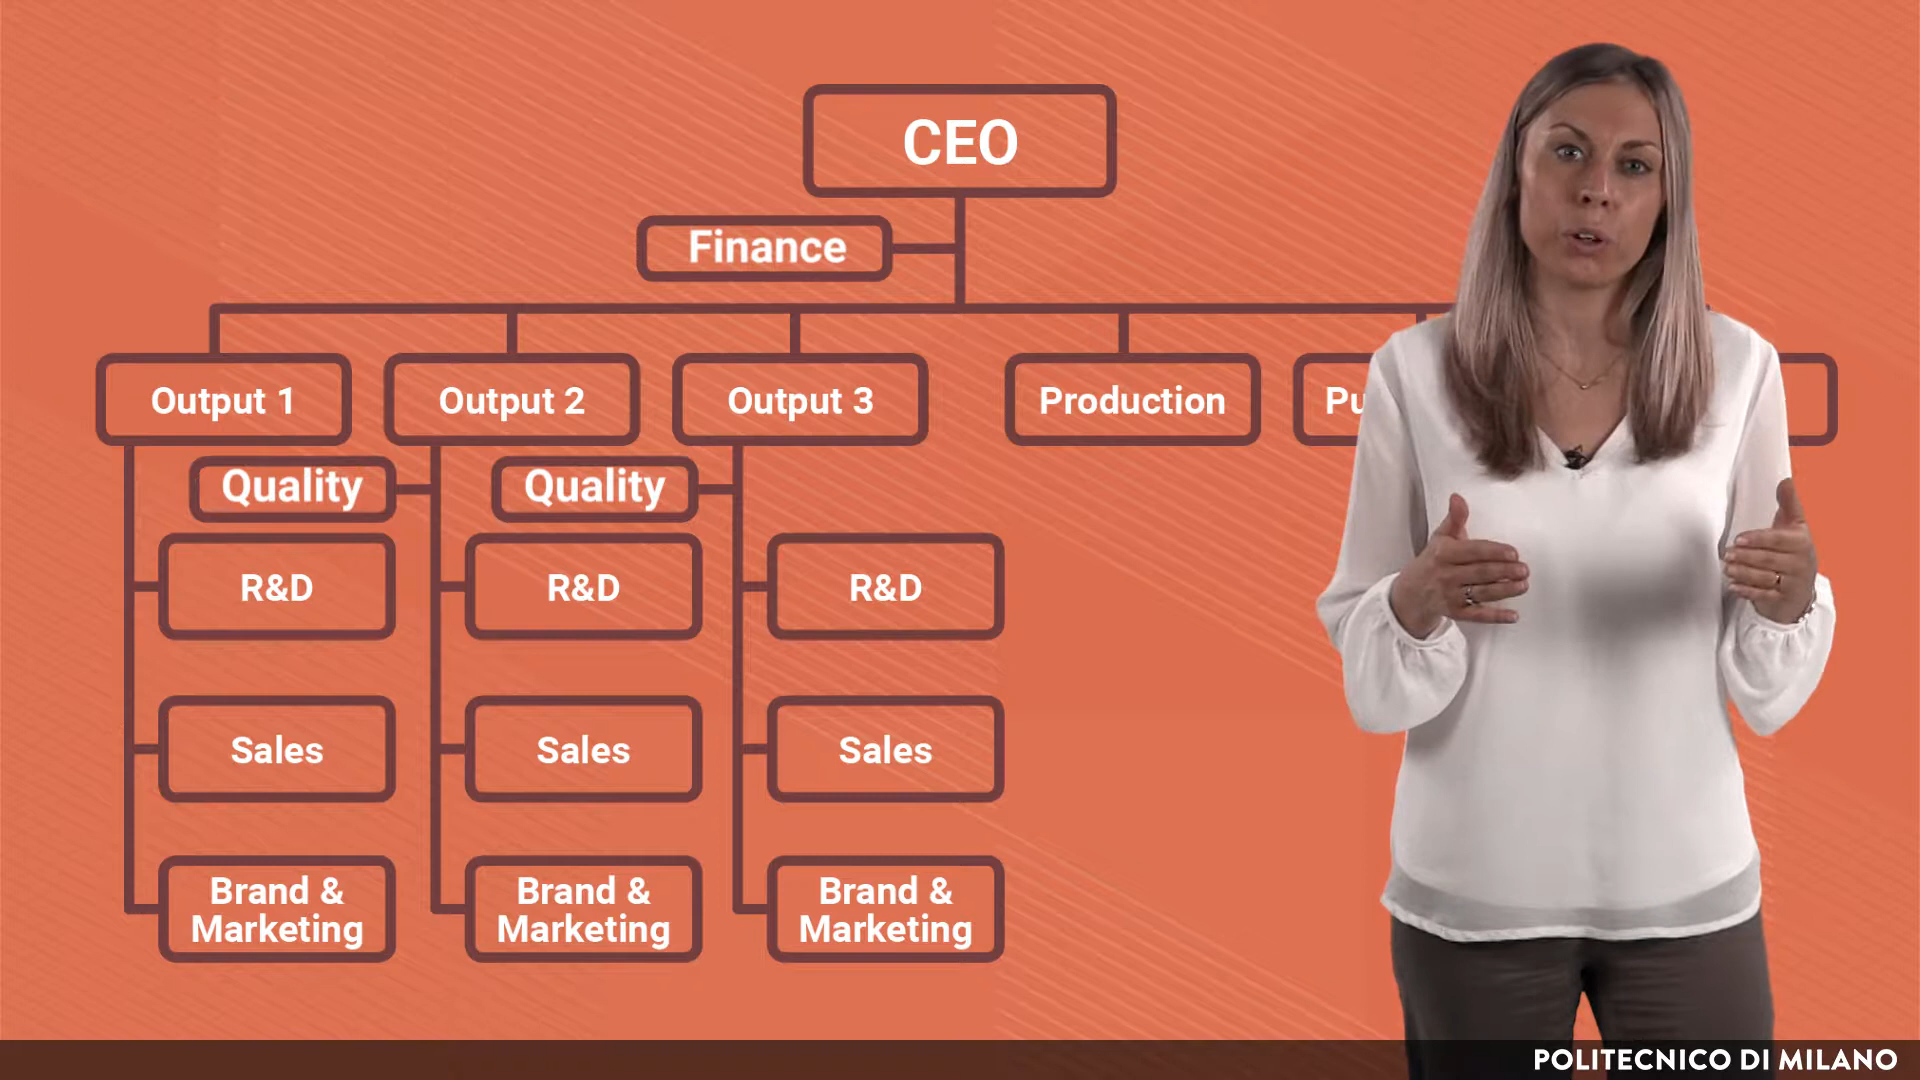 CEO
Finance
Output 1
Output 2
Output 3
Production
Quality
Quality
R&D
R&D
R&D
Sales
Sales
Sales
Brand &
Marketing
Brand &
Marketing
Brand &
Marketing
POLITECNICO DI MILANO